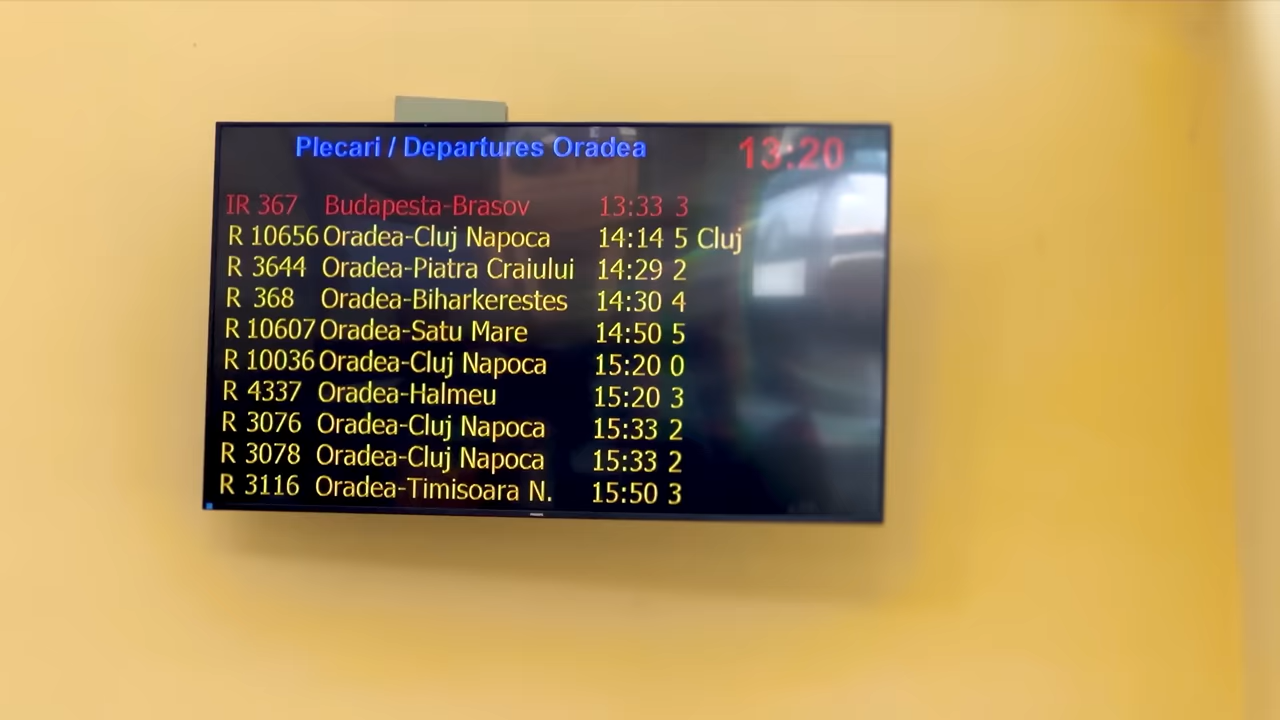 Plecari / Departures Oradea 13:20
IR 367 Budapesta-Brasov 13:33 3
R 10656 Oradea-Cluj Napoca 14:14 5 Cluj
R 3644 Oradea-Piatra Craiului 14:29 2
R 368 Oradea-Biharkerestes 14:30 4
R 10607 Oradea-Satu Mare 14:50 5
R 10036 Oradea-Cluj Napoca 15:20 0
R 4337 Oradea-Halmeu 15:20 3
R 3076 Oradea-Cluj Napoca 15:33 2
R 3078 Oradea-Cluj Napoca 15:33 2
R 3116 Oradea-Timisoara N. 15:50 3